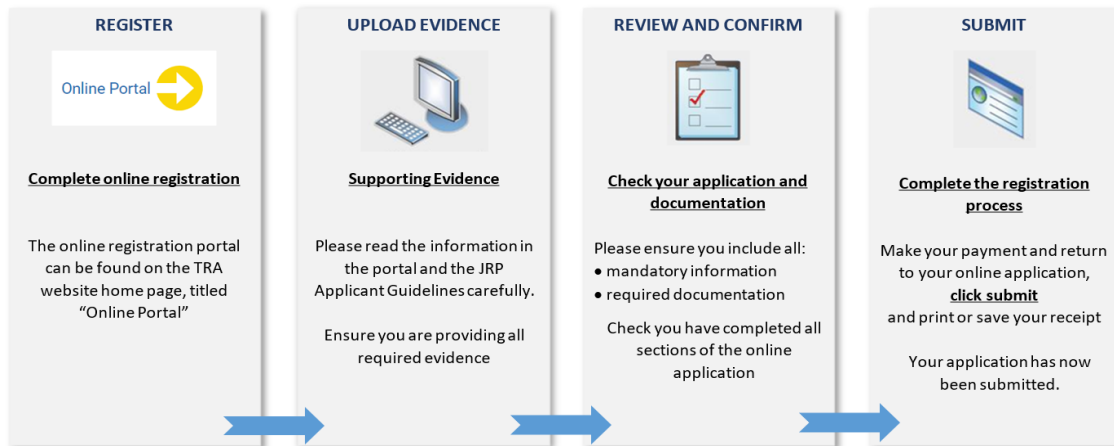 REGISTER
Online Portal
Complete online registration
The online registration portal
can be found on the TRA
website home page, titled
“Online Portal”
UPLOAD EVIDENCE
Supporting Evidence
Please read the information in
the portal and the JRP
Applicant Guidelines carefully.
Ensure you are providing all
required evidence
REVIEW AND CONFIRM
Check your application and
documentation
Please ensure you include all:
• mandatory information
• required documentation
Check you have completed all
sections of the online
application
SUBMIT
Complete the registration
process
Make your payment and return
to your online application,
click submit
and print or save your receipt
Your application has now
been submitted.